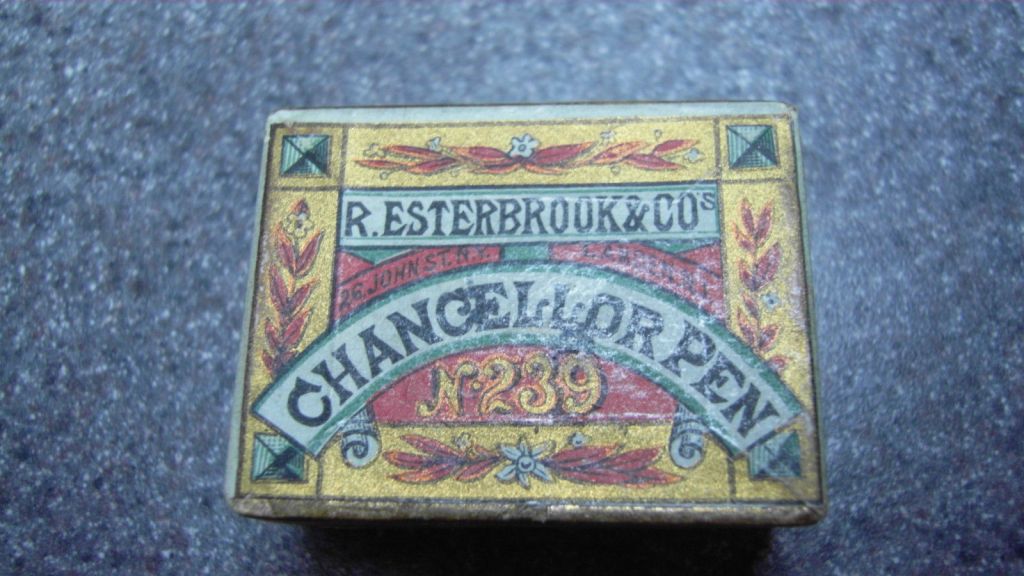 R. ESTERBROOK & CO'S
26, JOHN ST. N.Y.
CHANCELLOR PEN
No. 239